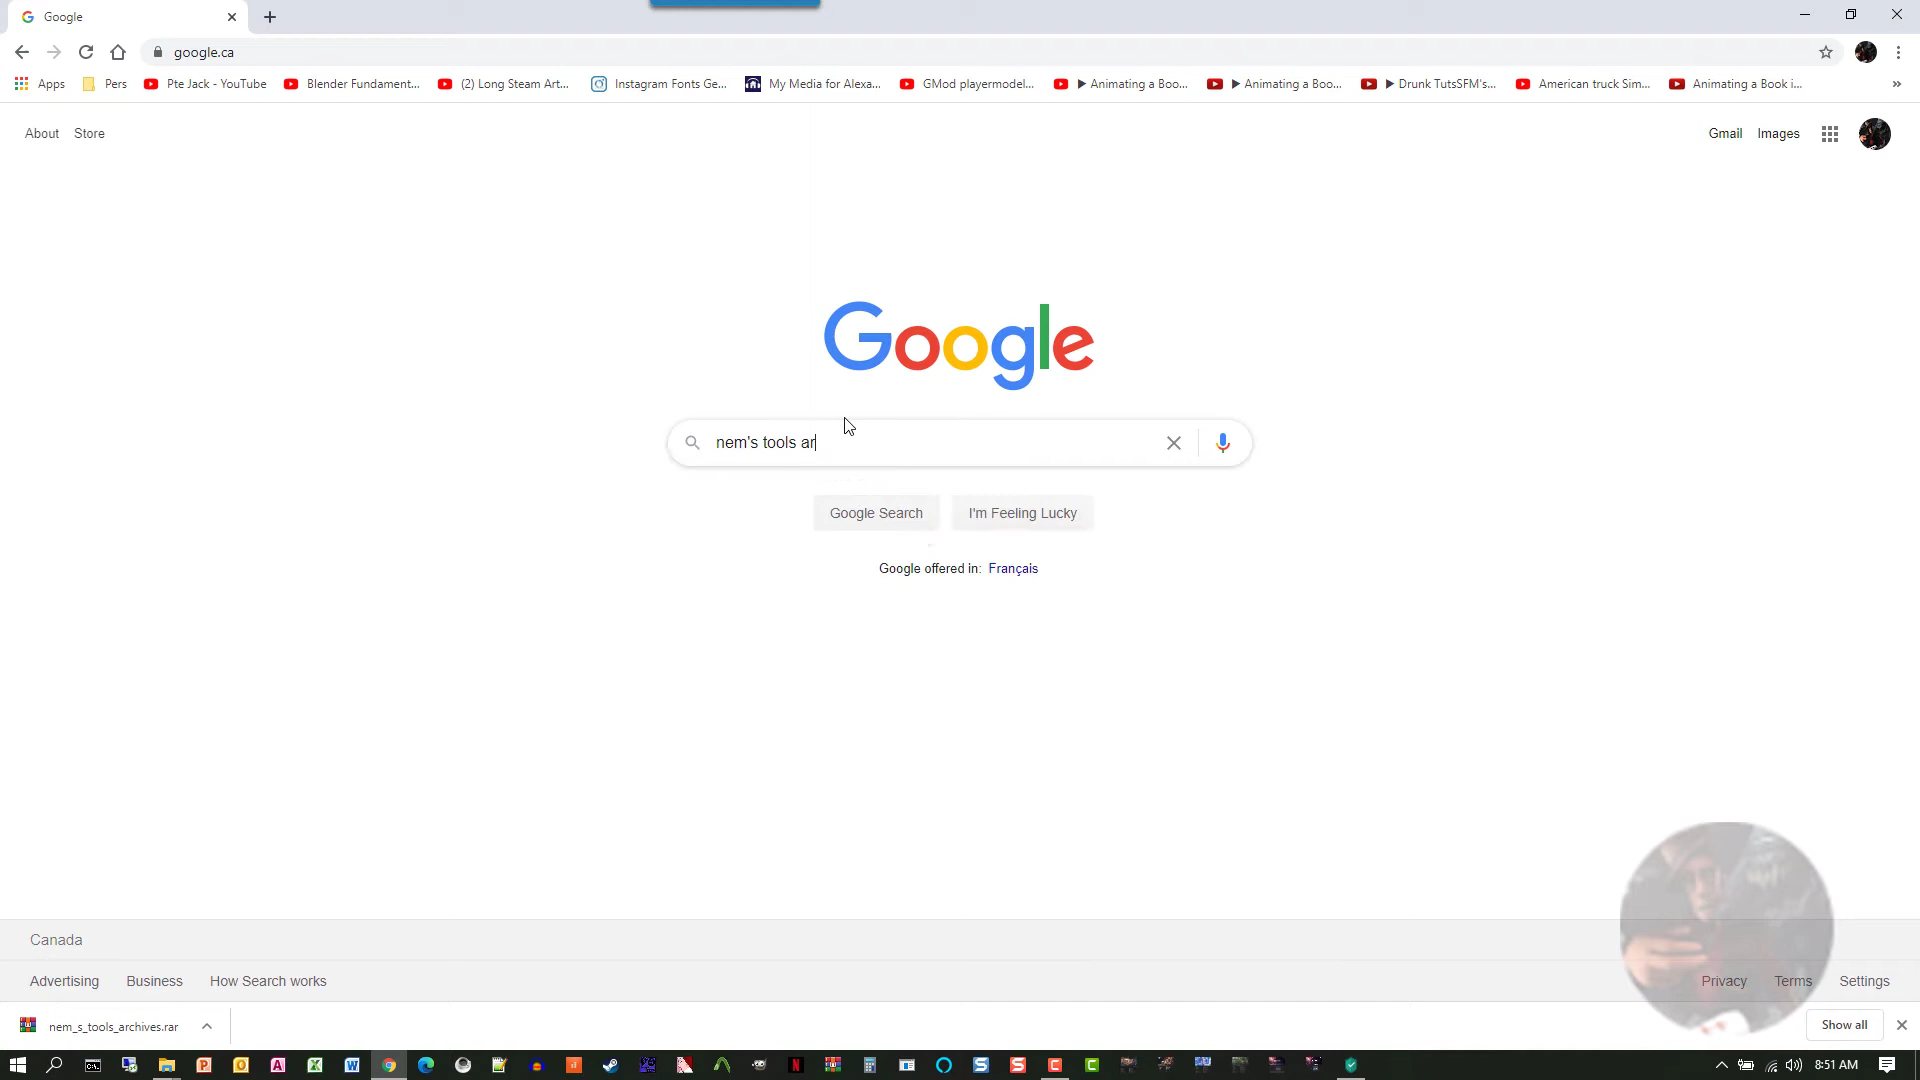 Google
google.ca
Apps
Pers
Pte Jack - YouTube
Blender Fundament...
(2) Long Steam Art...
Instagram Fonts Ge...
My Media for Alexa...
GMod playermodel...
▶ Animating a Boo...
▶ Animating a Boo...
▶ Drunk TutsSFM's...
American truck Sim...
Animating a Book i...
»
About
Store
Gmail
Images
Google
nem's tools ar
Google Search
I'm Feeling Lucky
Google offered in: Français
Canada
Advertising
Business
How Search works
Privacy
Terms
Settings
nem_s_tools_archives.rar
Show all
8:51 AM